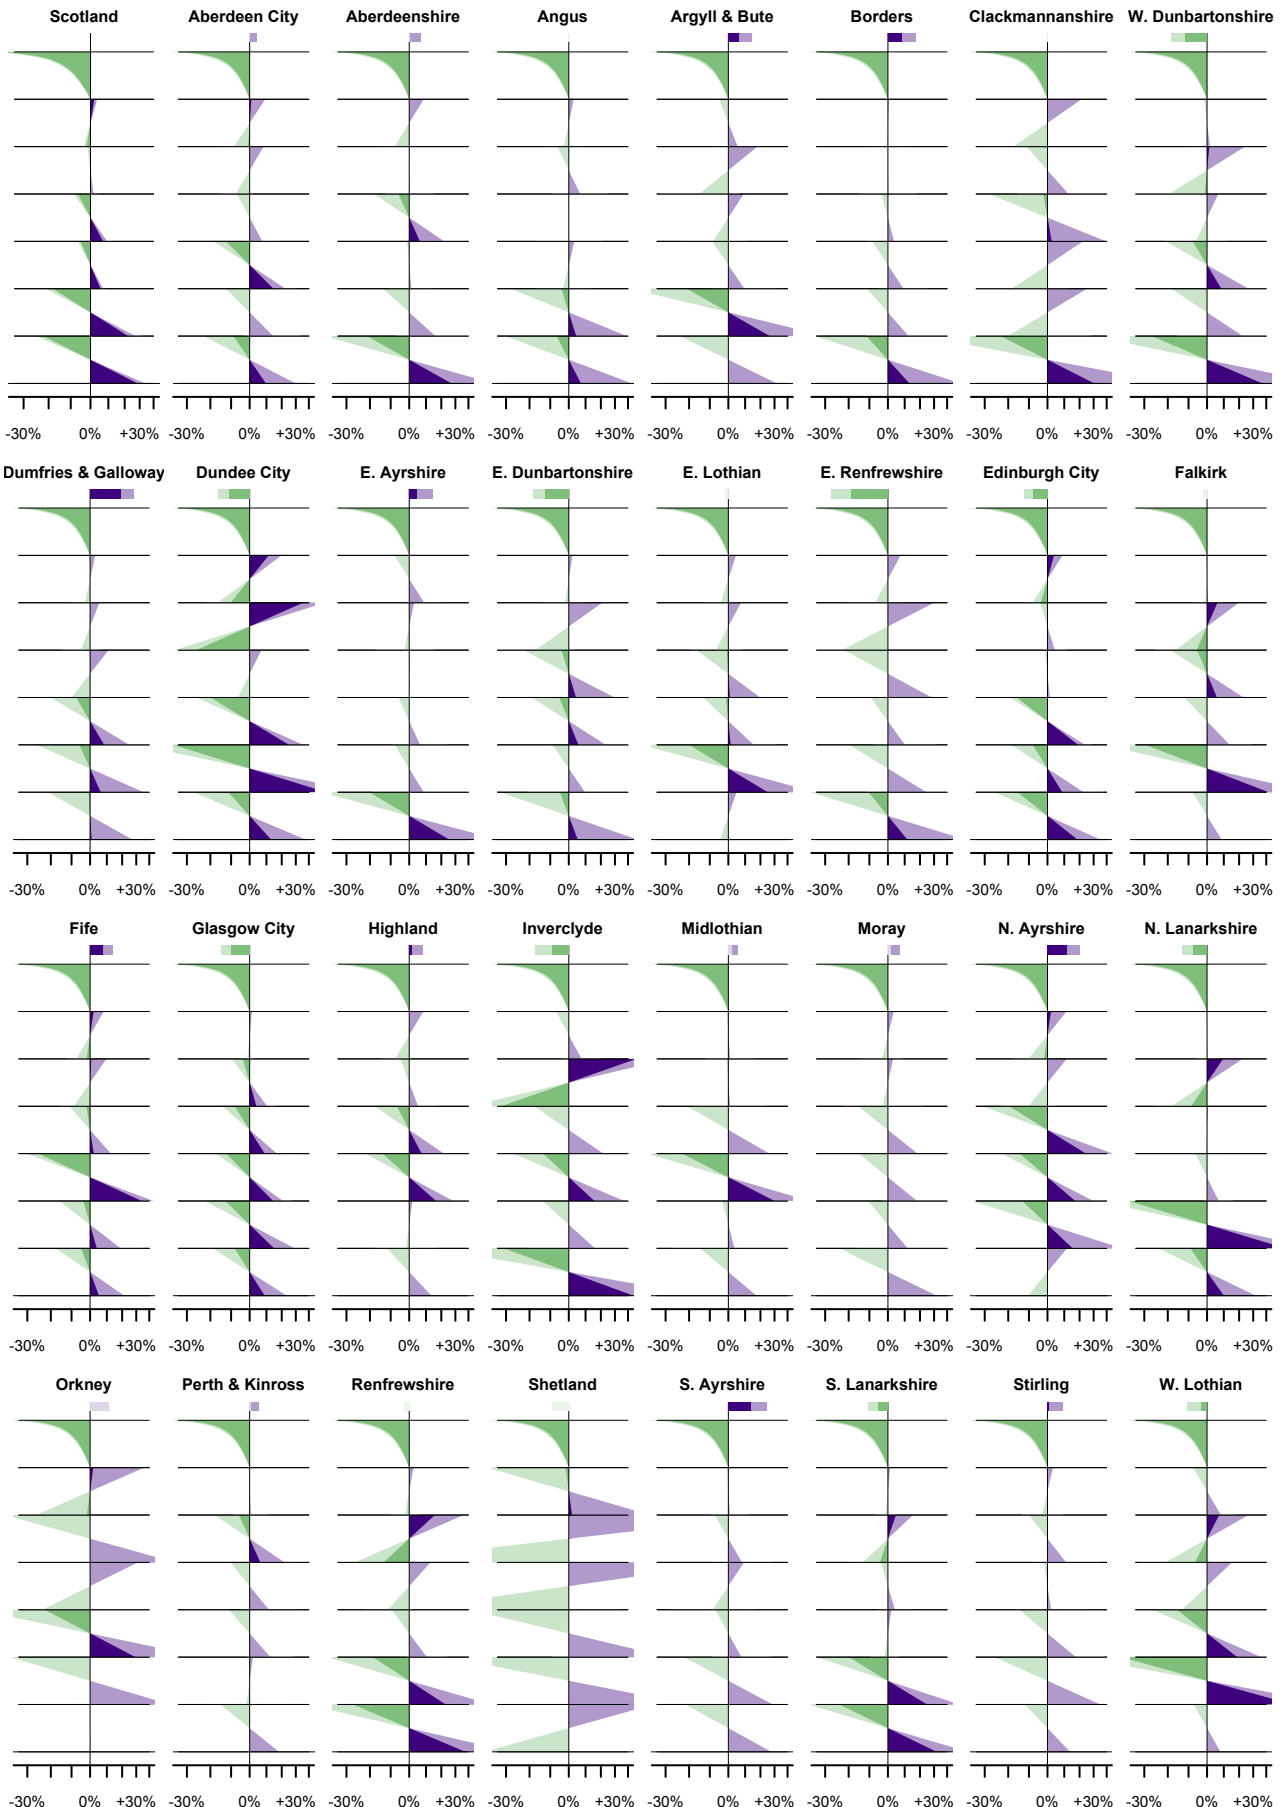 Scotland Aberdeen City Aberdeenshire Angus Argyll & Bute Borders Clackmannanshire W. Dunbartonshire
-30% 0% +30% -30% 0% +30% -30% 0% +30% -30% 0% +30% -30% 0% +30% -30% 0% +30% -30% 0% +30% -30% 0% +30%
Dumfries & Galloway Dundee City E. Ayrshire E. Dunbartonshire E. Lothian E. Renfrewshire Edinburgh City Falkirk
-30% 0% +30% -30% 0% +30% -30% 0% +30% -30% 0% +30% -30% 0% +30% -30% 0% +30% -30% 0% +30% -30% 0% +30%
Fife Glasgow City Highland Inverclyde Midlothian Moray N. Ayrshire N. Lanarkshire
-30% 0% +30% -30% 0% +30% -30% 0% +30% -30% 0% +30% -30% 0% +30% -30% 0% +30% -30% 0% +30% -30% 0% +30%
Orkney Perth & Kinross Renfrewshire Shetland S. Ayrshire S. Lanarkshire Stirling W. Lothian
-30% 0% +30% -30% 0% +30% -30% 0% +30% -30% 0% +30% -30% 0% +30% -30% 0% +30% -30% 0% +30% -30% 0% +30%